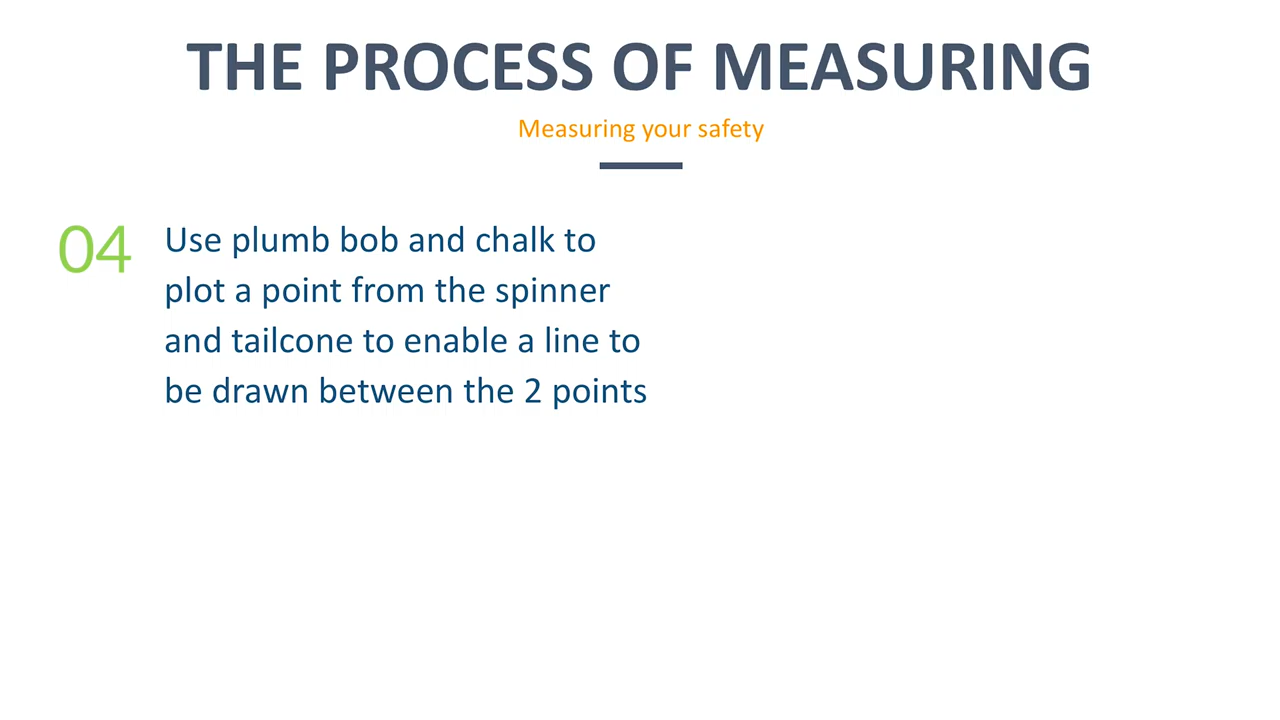 THE PROCESS OF MEASURING
Measuring your safety
04
Use plumb bob and chalk to
plot a point from the spinner
and tailcone to enable a line to
be drawn between the 2 points